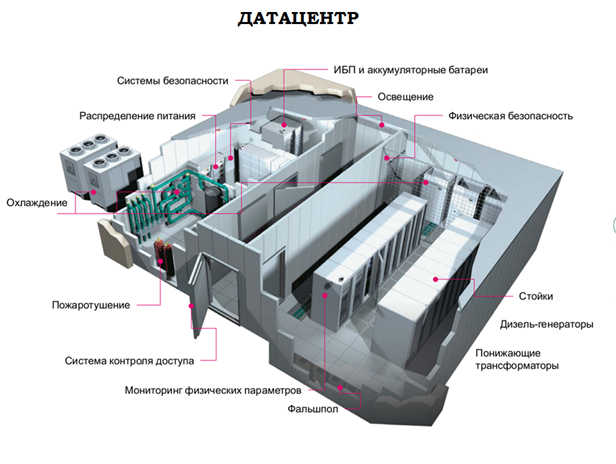 ДАТАЦЕНТР
ИБП и аккумуляторные батареи
Системы безопасности
Освещение
Распределение питания
Физическая безопасность
Охлаждение
Пожаротушение
Стойки
Дизель-генераторы
Система контроля доступа
Понижающие
трансформаторы
Мониторинг физических параметров
Фальшпол